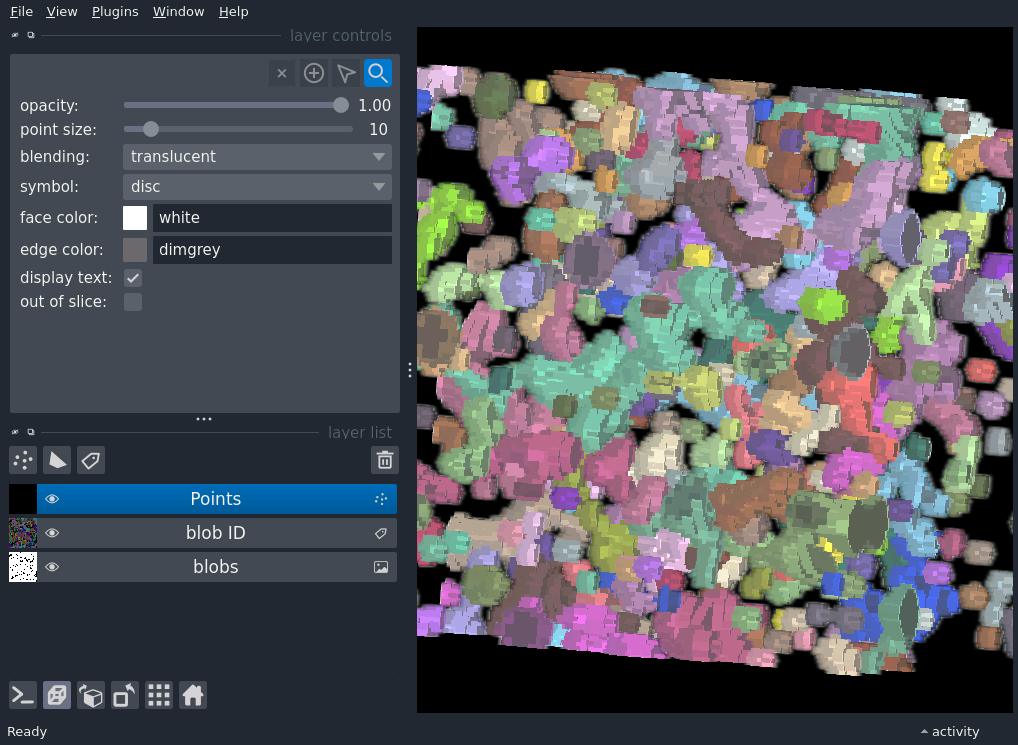 File View Plugins Window Help
layer controls
opacity: 1.00
point size: 10
blending: translucent
symbol: disc
face color: white
edge color: dimgrey
display text:
out of slice:
layer list
Points
blob ID
blobs
Ready activity